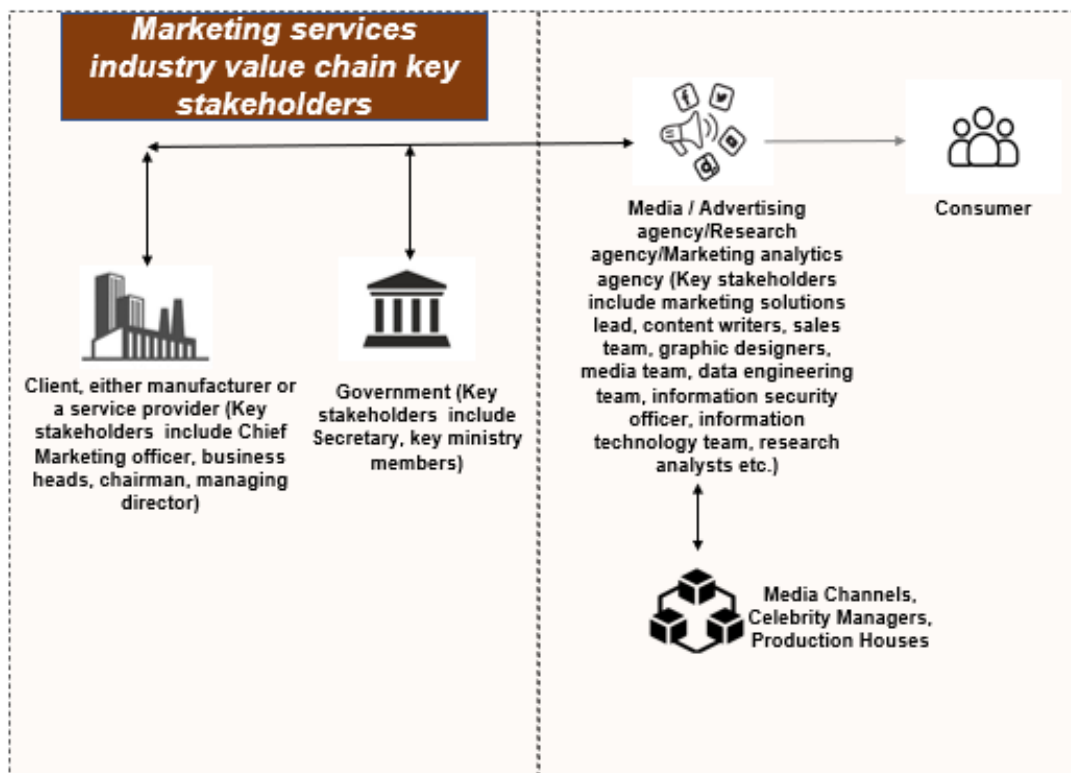 Marketing services
industry value chain key
stakeholders
Client, either manufacturer or
a service provider (Key
stakeholders  include Chief
Marketing officer, business
heads, chairman, managing
director)
Government (Key
stakeholders  include
Secretary, key ministry
members)
Media / Advertising
agency/Research
agency/Marketing analytics
agency (Key stakeholders
include marketing solutions
lead, content writers, sales
team, graphic designers,
media team, data engineering
team, information security
officer, information
technology team, research
analysts etc.)
Consumer
Media Channels,
Celebrity Managers,
Production Houses